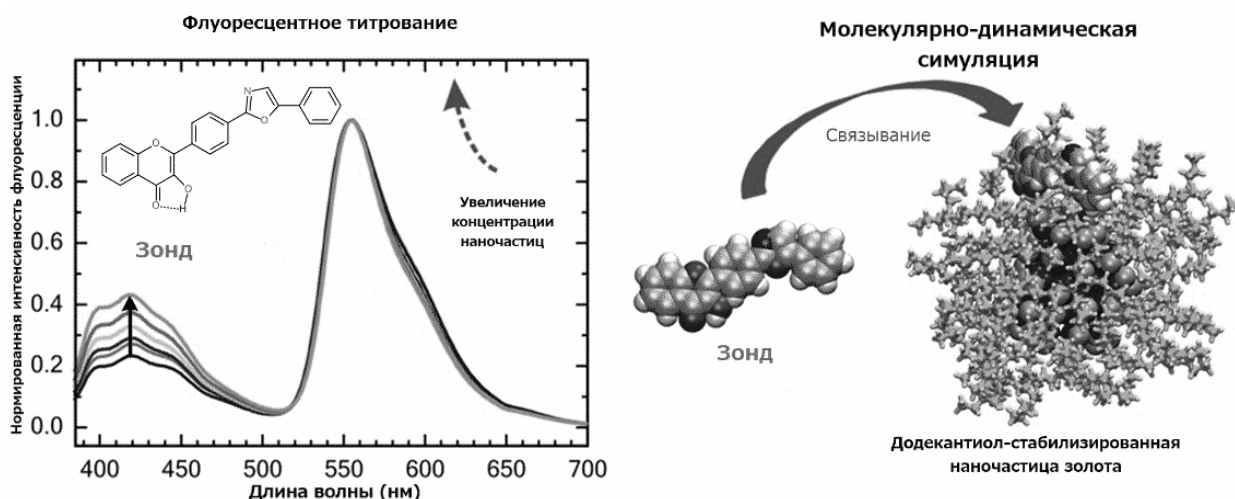 Флуоресцентное титрование
Нормированная интенсивность флуоресценции
1.0
0.8
0.6
0.4
0.2
0.0
400
450
500
550
600
650
700
Длина волны (нм)
N
O
O
O
O
H
Зонд
Увеличение
концентрации
наночастиц
Молекулярно-динамическая
симуляция
Связывание
Зонд
Додекантиол-стабилизированная
наночастица золота